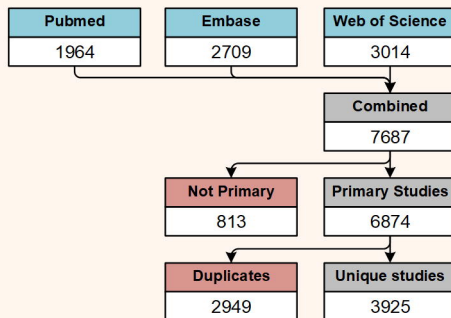 Pubmed
1964
Embase
2709
Web of Science
3014
Combined
7687
Not Primary
813
Primary Studies
6874
Duplicates
2949
Unique studies
3925